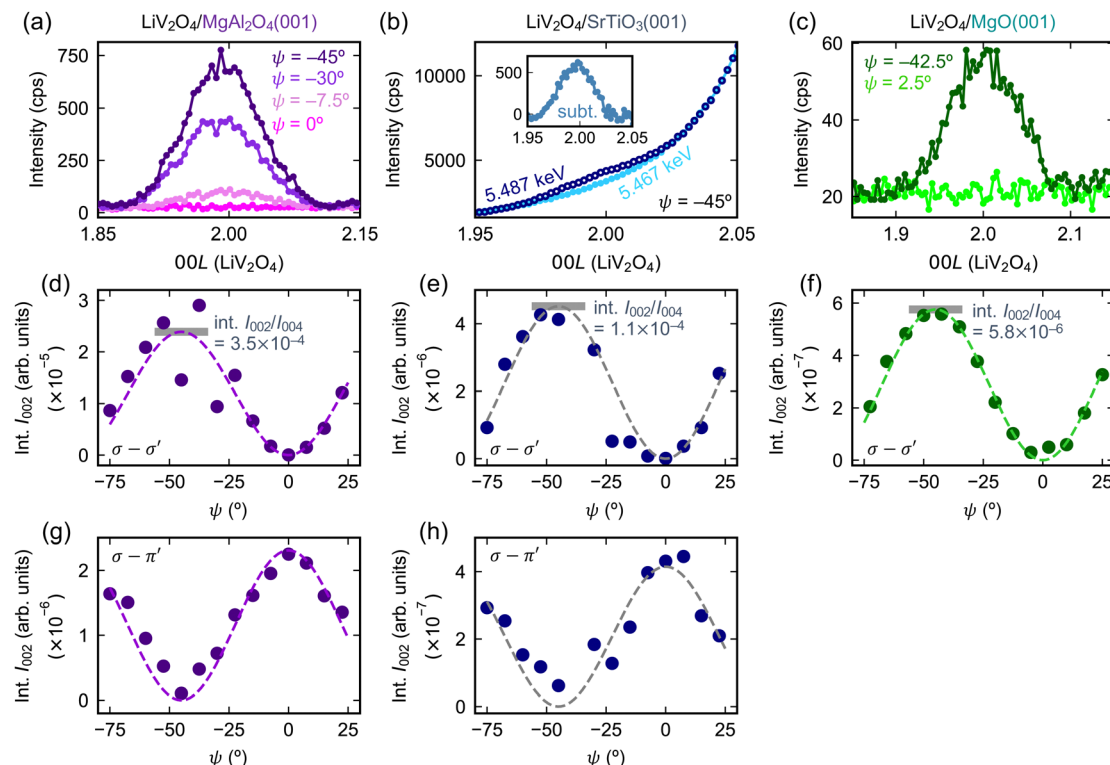 (a)
LiV₂O₄/MgAl₂O₄(001)
Intensity (cps)
750
500
250
0
ψ = −45º
ψ = −30º
ψ = −7.5º
ψ = 0º
1.85
2.00
2.15
00L (LiV₂O₄)
(b)
LiV₂O₄/SrTiO₃(001)
Intensity (cps)
10000
5000
500
0
subt.
1.95
2.00
2.05
5.487 keV
5.467 keV
ψ = −45º
1.95
2.00
2.05
00L (LiV₂O₄)
(c)
LiV₂O₄/MgO(001)
Intensity (cps)
60
40
20
0
ψ = −42.5º
ψ = 2.5º
1.9
2.0
2.1
00L (LiV₂O₄)
(d)
Int. I₀₀₂ (arb. units)
(×10⁻⁵)
3
2
1
0
int. I₀₀₂/I₀₀₄
= 3.5×10⁻⁴
σ − σ′
−75
−50
−25
0
25
ψ (º)
(e)
Int. I₀₀₂ (arb. units)
(×10⁻⁶)
4
2
0
int. I₀₀₂/I₀₀₄
= 1.1×10⁻⁴
σ − σ′
−75
−50
−25
0
25
ψ (º)
(f)
Int. I₀₀₂ (arb. units)
(×10⁻⁷)
6
4
2
0
int. I₀₀₂/I₀₀₄
= 5.8×10⁻⁶
σ − σ′
−75
−50
−25
0
25
ψ (º)
(g)
Int. I₀₀₂ (arb. units)
(×10⁻⁶)
2
1
0
σ − π′
−75
−50
−25
0
25
ψ (º)
(h)
Int. I₀₀₂ (arb. units)
(×10⁻⁷)
4
2
0
σ − π′
−75
−50
−25
0
25
ψ (º)